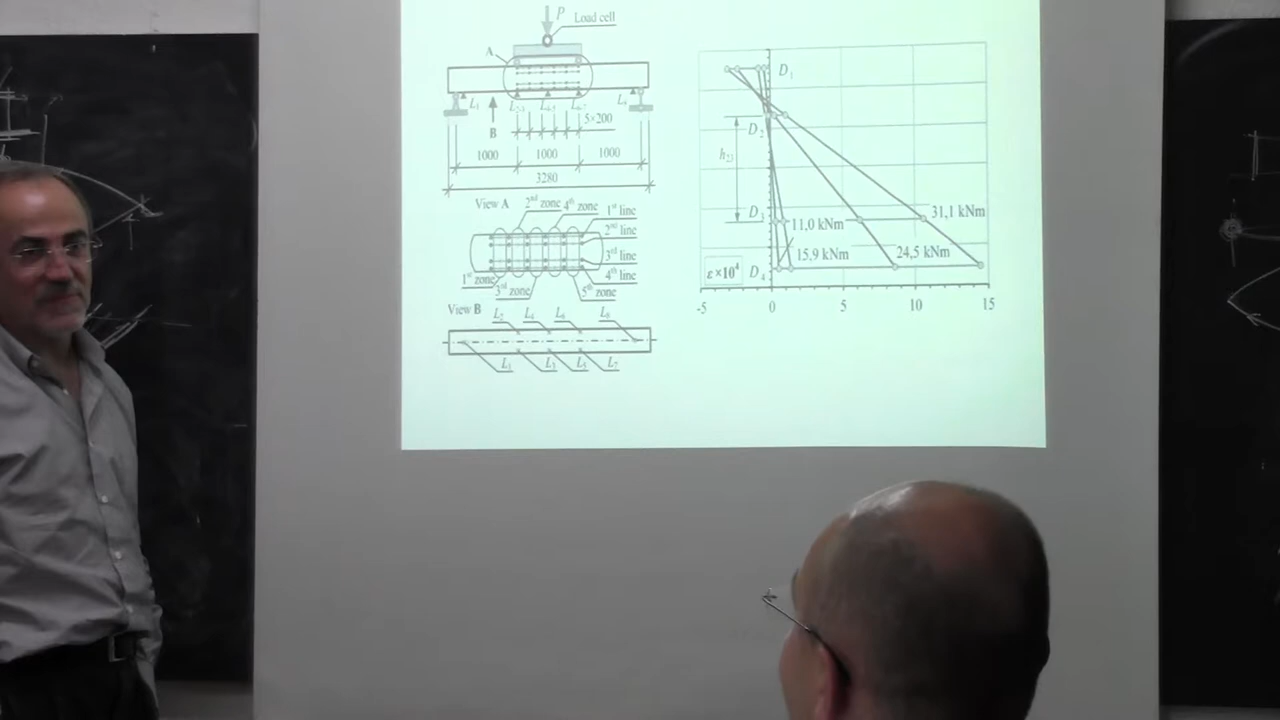 P
Load cell
A
L1 L2-3 L4-5 L6-7 L8
B
5×200
1000 1000 1000
3280
View A
2nd zone 4th zone
1st line
2nd line
3rd line
4th line
1st zone
3rd zone
5th zone
View B
L2 L4 L6 L8
L1 L3 L5 L7
D1
D2
h23
D3
31,1 kNm
11,0 kNm
15,9 kNm
24,5 kNm
D4
ε×10⁴
-5 0 5 10 15